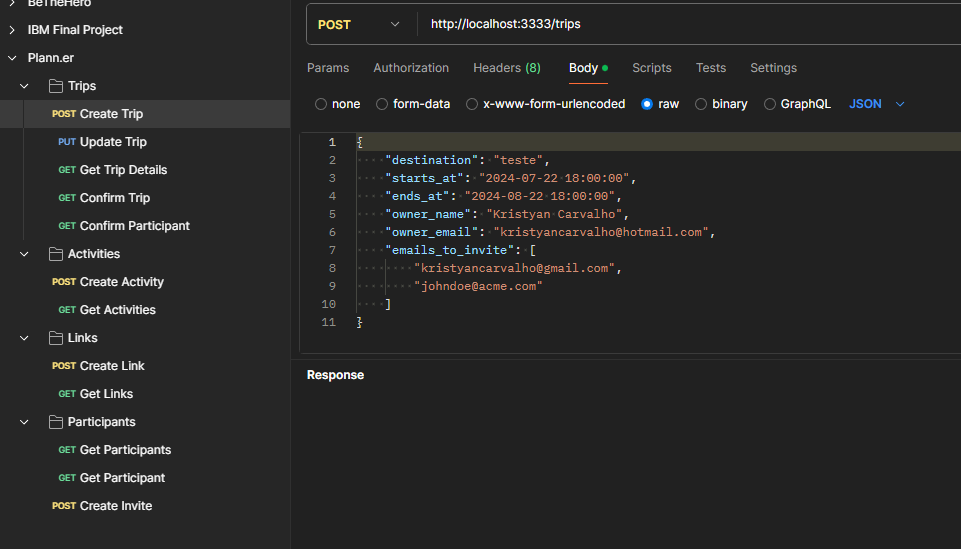 BeTheHero
IBM Final Project
Plann.er
Trips
POST Create Trip
PUT Update Trip
GET Get Trip Details
GET Confirm Trip
GET Confirm Participant
Activities
POST Create Activity
GET Get Activities
Links
POST Create Link
GET Get Links
Participants
GET Get Participants
GET Get Participant
POST Create Invite
POST http://localhost:3333/trips
Params Authorization Headers (8) Body Scripts Tests Settings
none form-data x-www-form-urlencoded raw binary GraphQL JSON
1 {
2 "destination": "teste",
3 "starts_at": "2024-07-22 18:00:00",
4 "ends_at": "2024-08-22 18:00:00",
5 "owner_name": "Kristyan Carvalho",
6 "owner_email": "kristyancarvalho@hotmail.com",
7 "emails_to_invite": [
8 "kristyancarvalho@gmail.com",
9 "johndoe@acme.com"
10 ]
11 }
Response